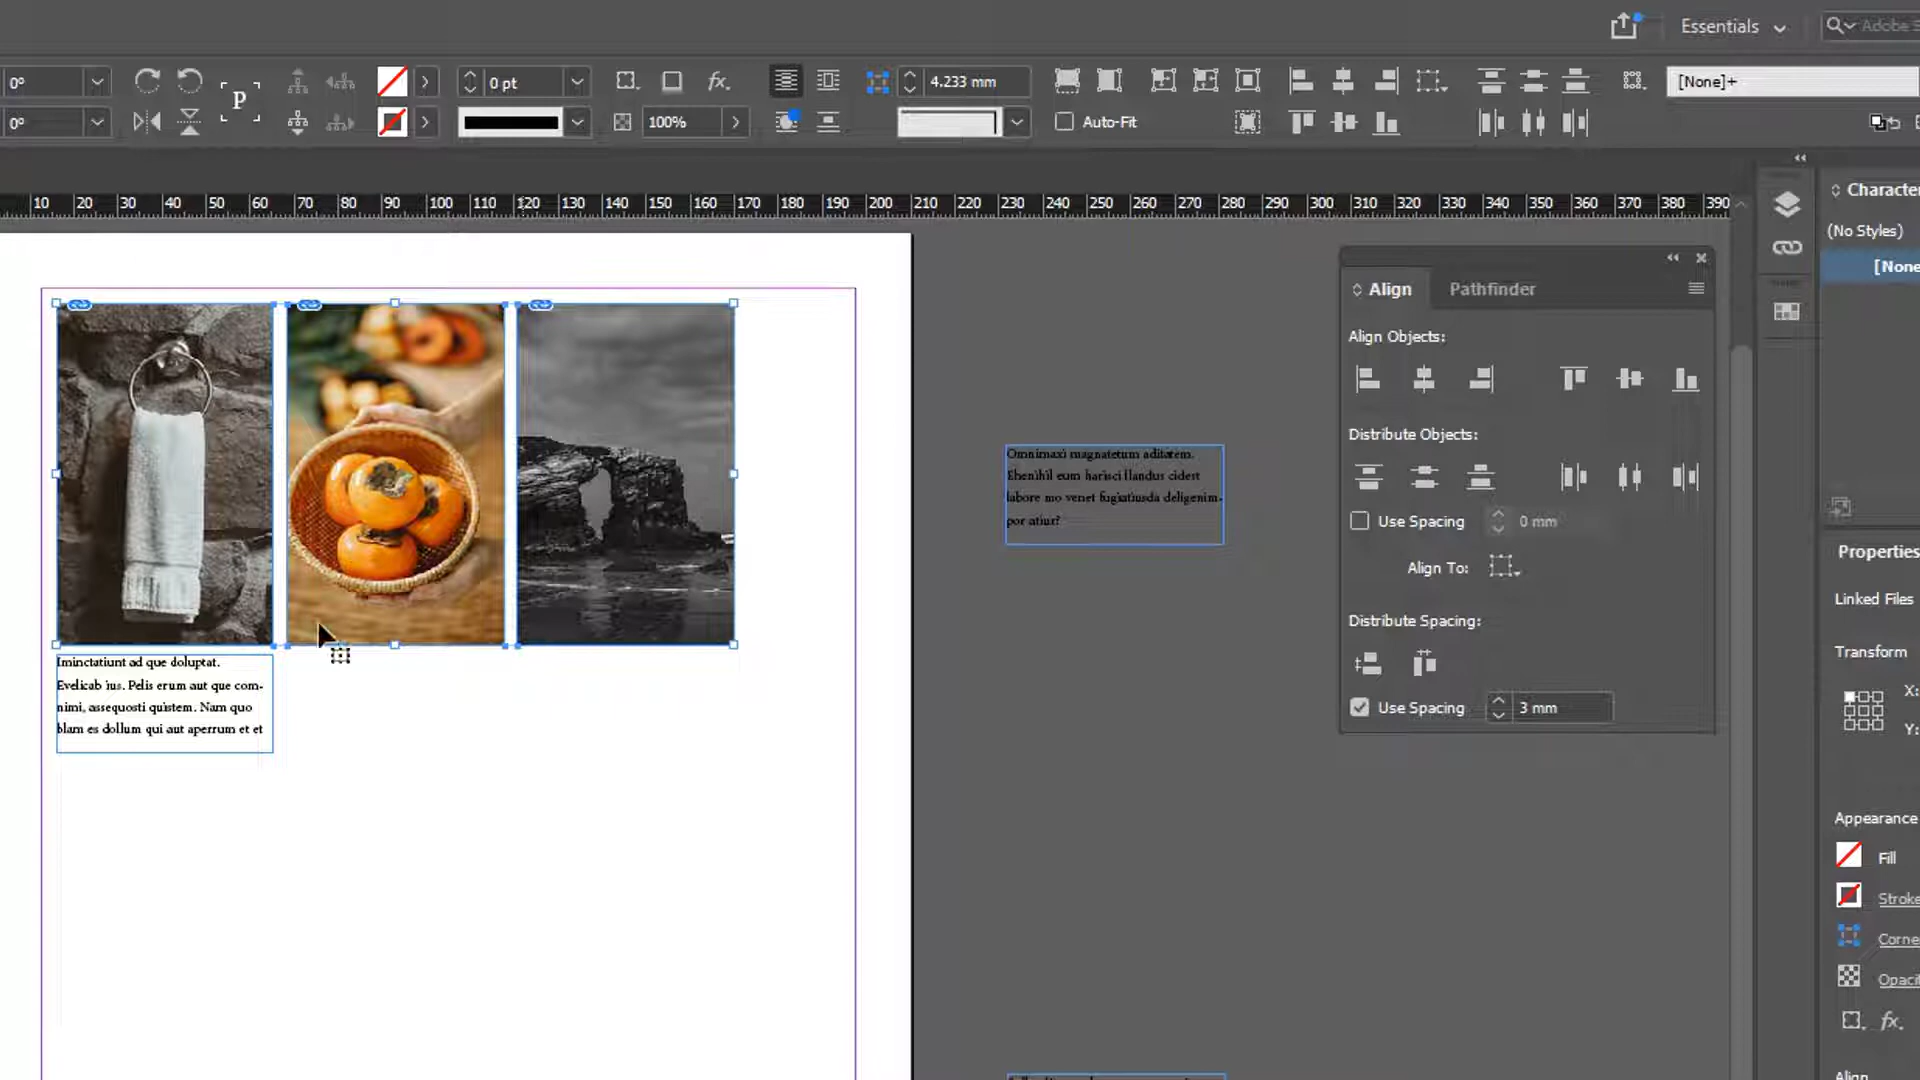 Essentials
0°
0 pt
4.233 mm
[None]+
0°
P
100%
Auto-Fit
10 20 30 40 50 60 70 80 90 100 110 120 130 140 150 160 170 180 190 200 210 220 230 240 250 260 270 280 290 300 310 320 330 340 350 360 370 380 390
Character
(No Styles)
[None
Align
Pathfinder
Align Objects:
Distribute Objects:
Use Spacing
0 mm
Align To:
Distribute Spacing:
Use Spacing
3 mm
Omnimaxi magnatetum aditatem.
Ehenihil eum harisci llandus cidest
labore mo venet fugiatiusda deligenim-
por atiur?
Iminctatiunt ad que doluptat.
Evelicab ius. Pelis erum aut que com-
nimi, assequosti quistem. Nam quo
blam es dollum qui aut aperrum et et
Properties
Linked Files
Transform
X:
Y:
Appearance
Fill
Stroke
Corne
Opacit
fx.
Align